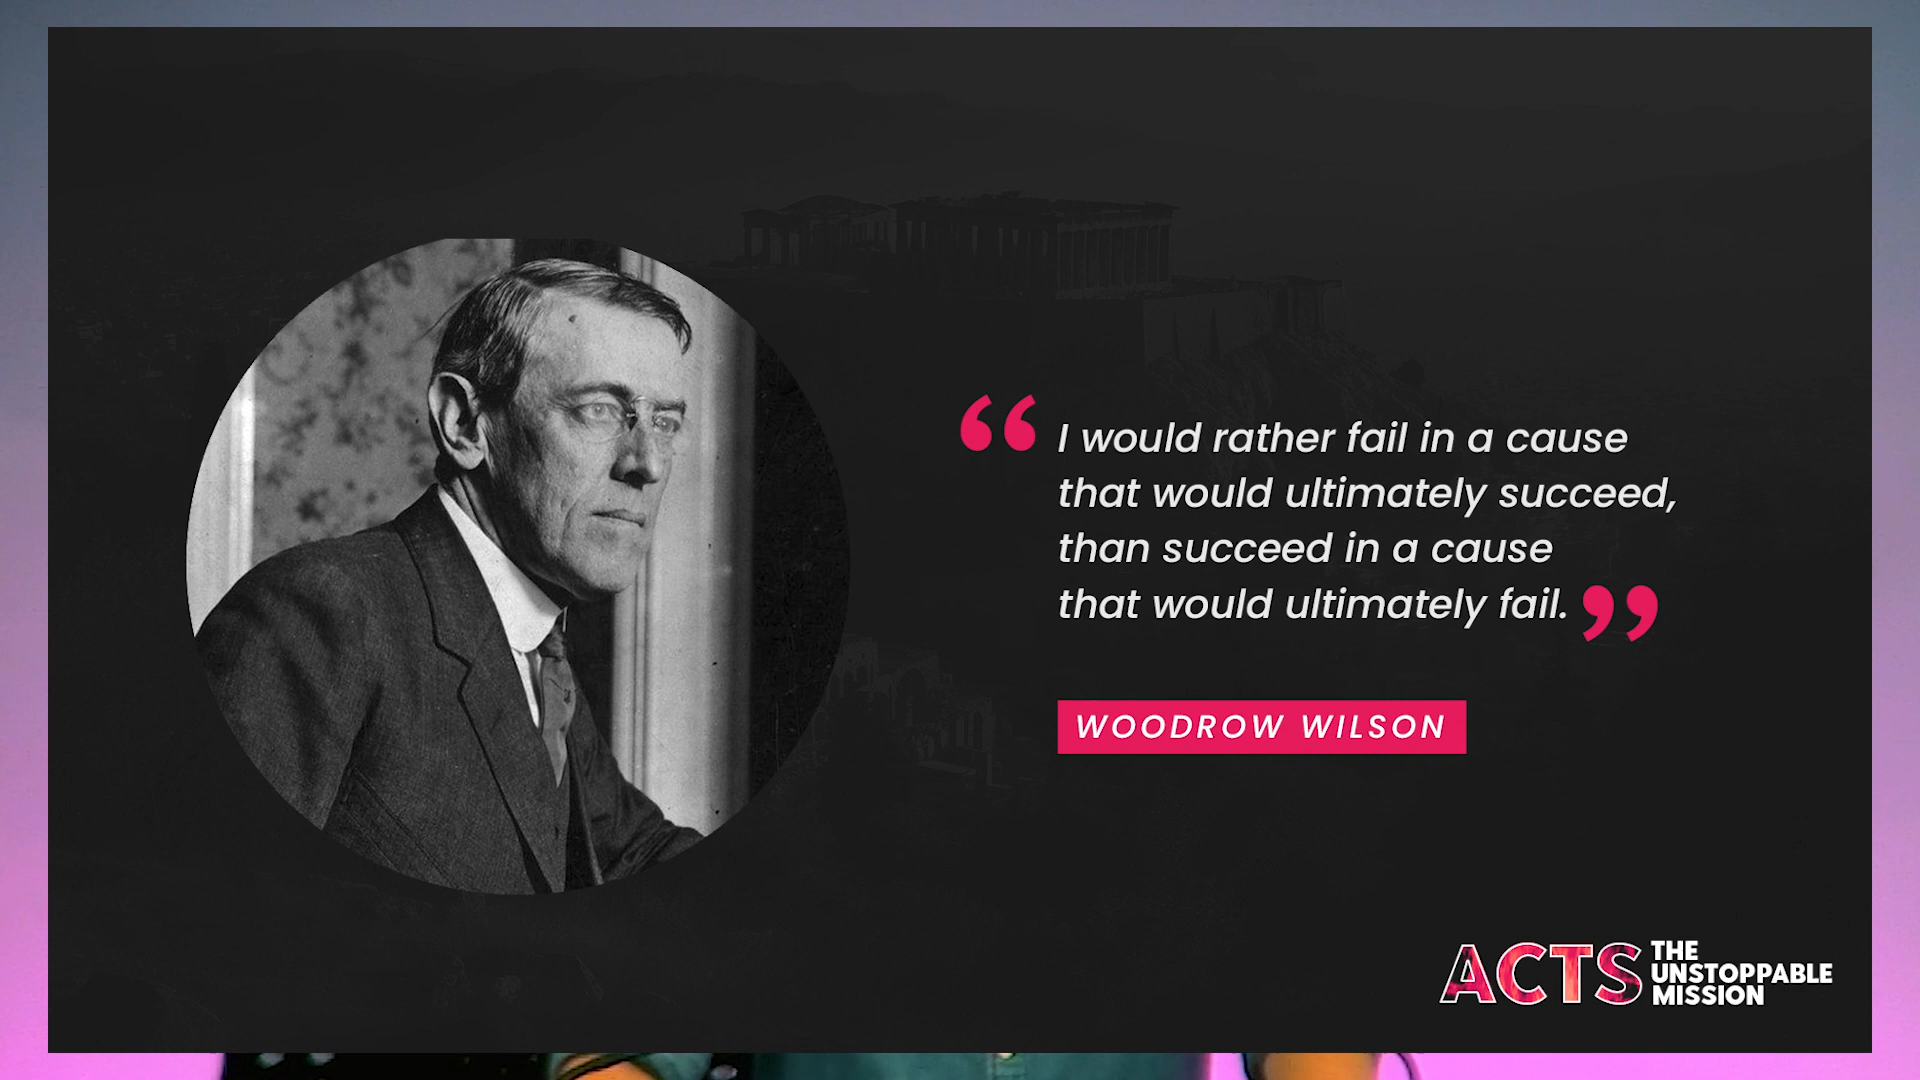 “I would rather fail in a cause
that would ultimately succeed,
than succeed in a cause
that would ultimately fail.”
WOODROW WILSON
ACTS THE
UNSTOPPABLE
MISSION